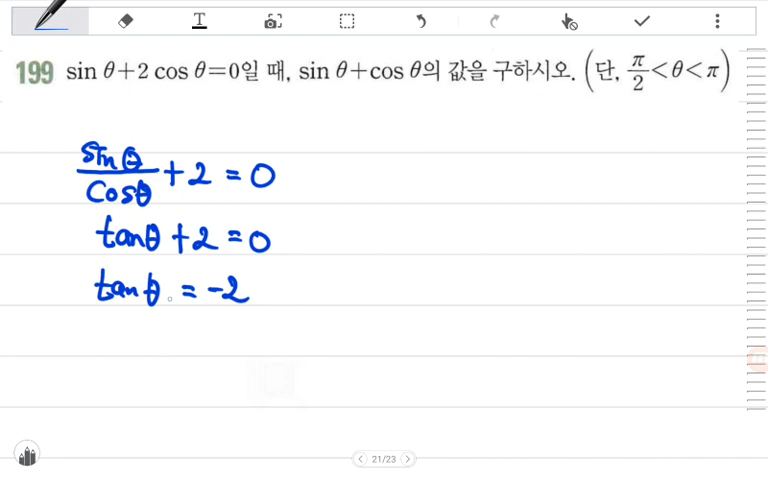 199 sin θ+2 cos θ=0일 때, sin θ+cos θ의 값을 구하시오. (단, π/2<θ<π)
sinθ/cosθ +2 = 0
tanθ +2 = 0
tanθ = -2
21/23